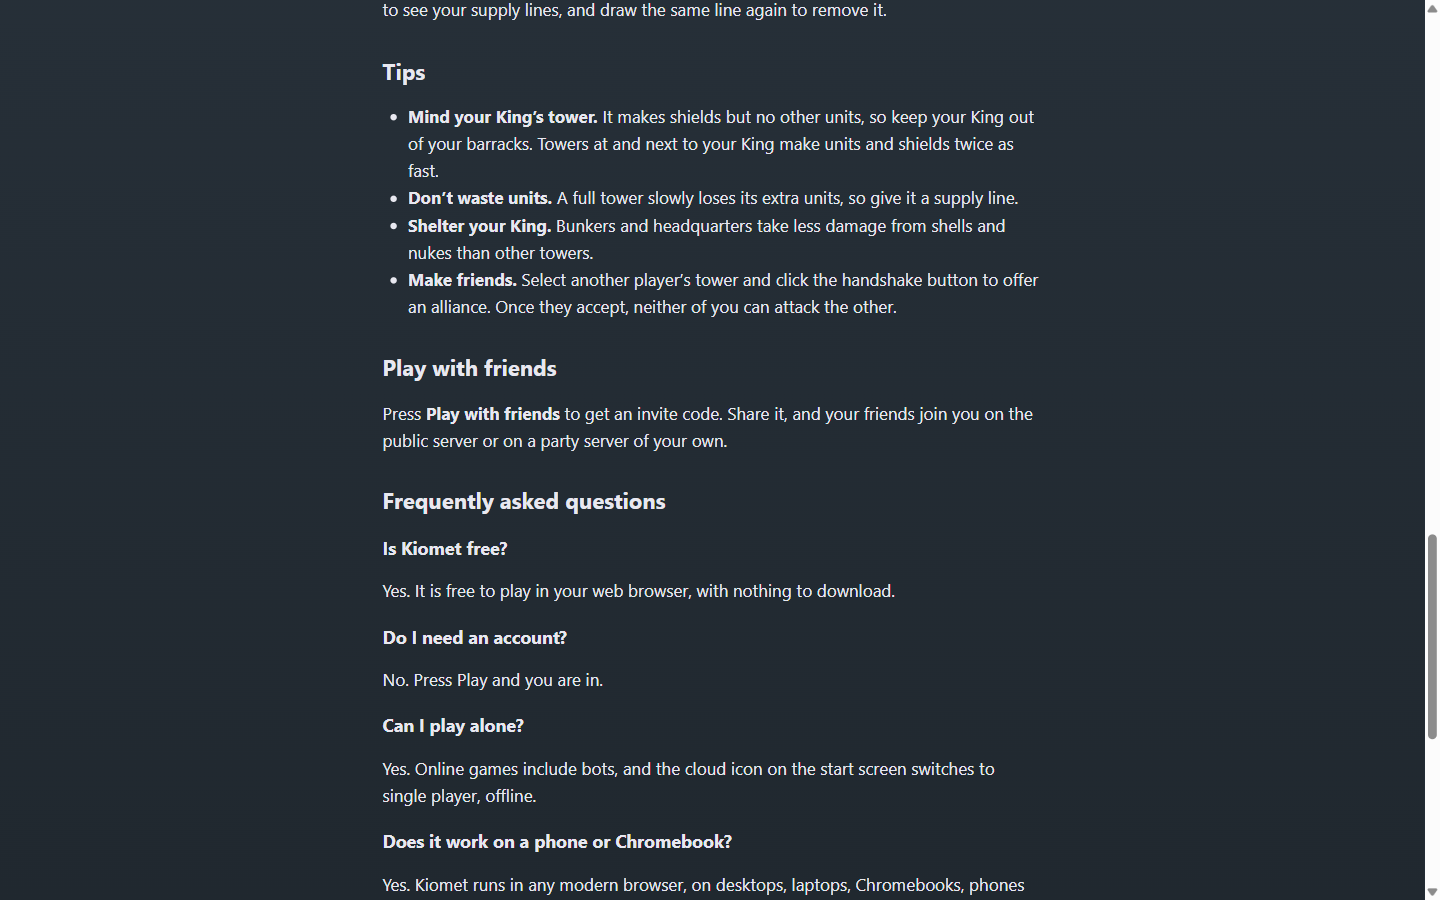 to see your supply lines, and draw the same line again to remove it.
Tips
• Mind your King’s tower. It makes shields but no other units, so keep your King out
of your barracks. Towers at and next to your King make units and shields twice as
fast.
• Don’t waste units. A full tower slowly loses its extra units, so give it a supply line.
• Shelter your King. Bunkers and headquarters take less damage from shells and
nukes than other towers.
• Make friends. Select another player’s tower and click the handshake button to offer
an alliance. Once they accept, neither of you can attack the other.
Play with friends
Press Play with friends to get an invite code. Share it, and your friends join you on the
public server or on a party server of your own.
Frequently asked questions
Is Kiomet free?
Yes. It is free to play in your web browser, with nothing to download.
Do I need an account?
No. Press Play and you are in.
Can I play alone?
Yes. Online games include bots, and the cloud icon on the start screen switches to
single player, offline.
Does it work on a phone or Chromebook?
Yes. Kiomet runs in any modern browser, on desktops, laptops, Chromebooks, phones